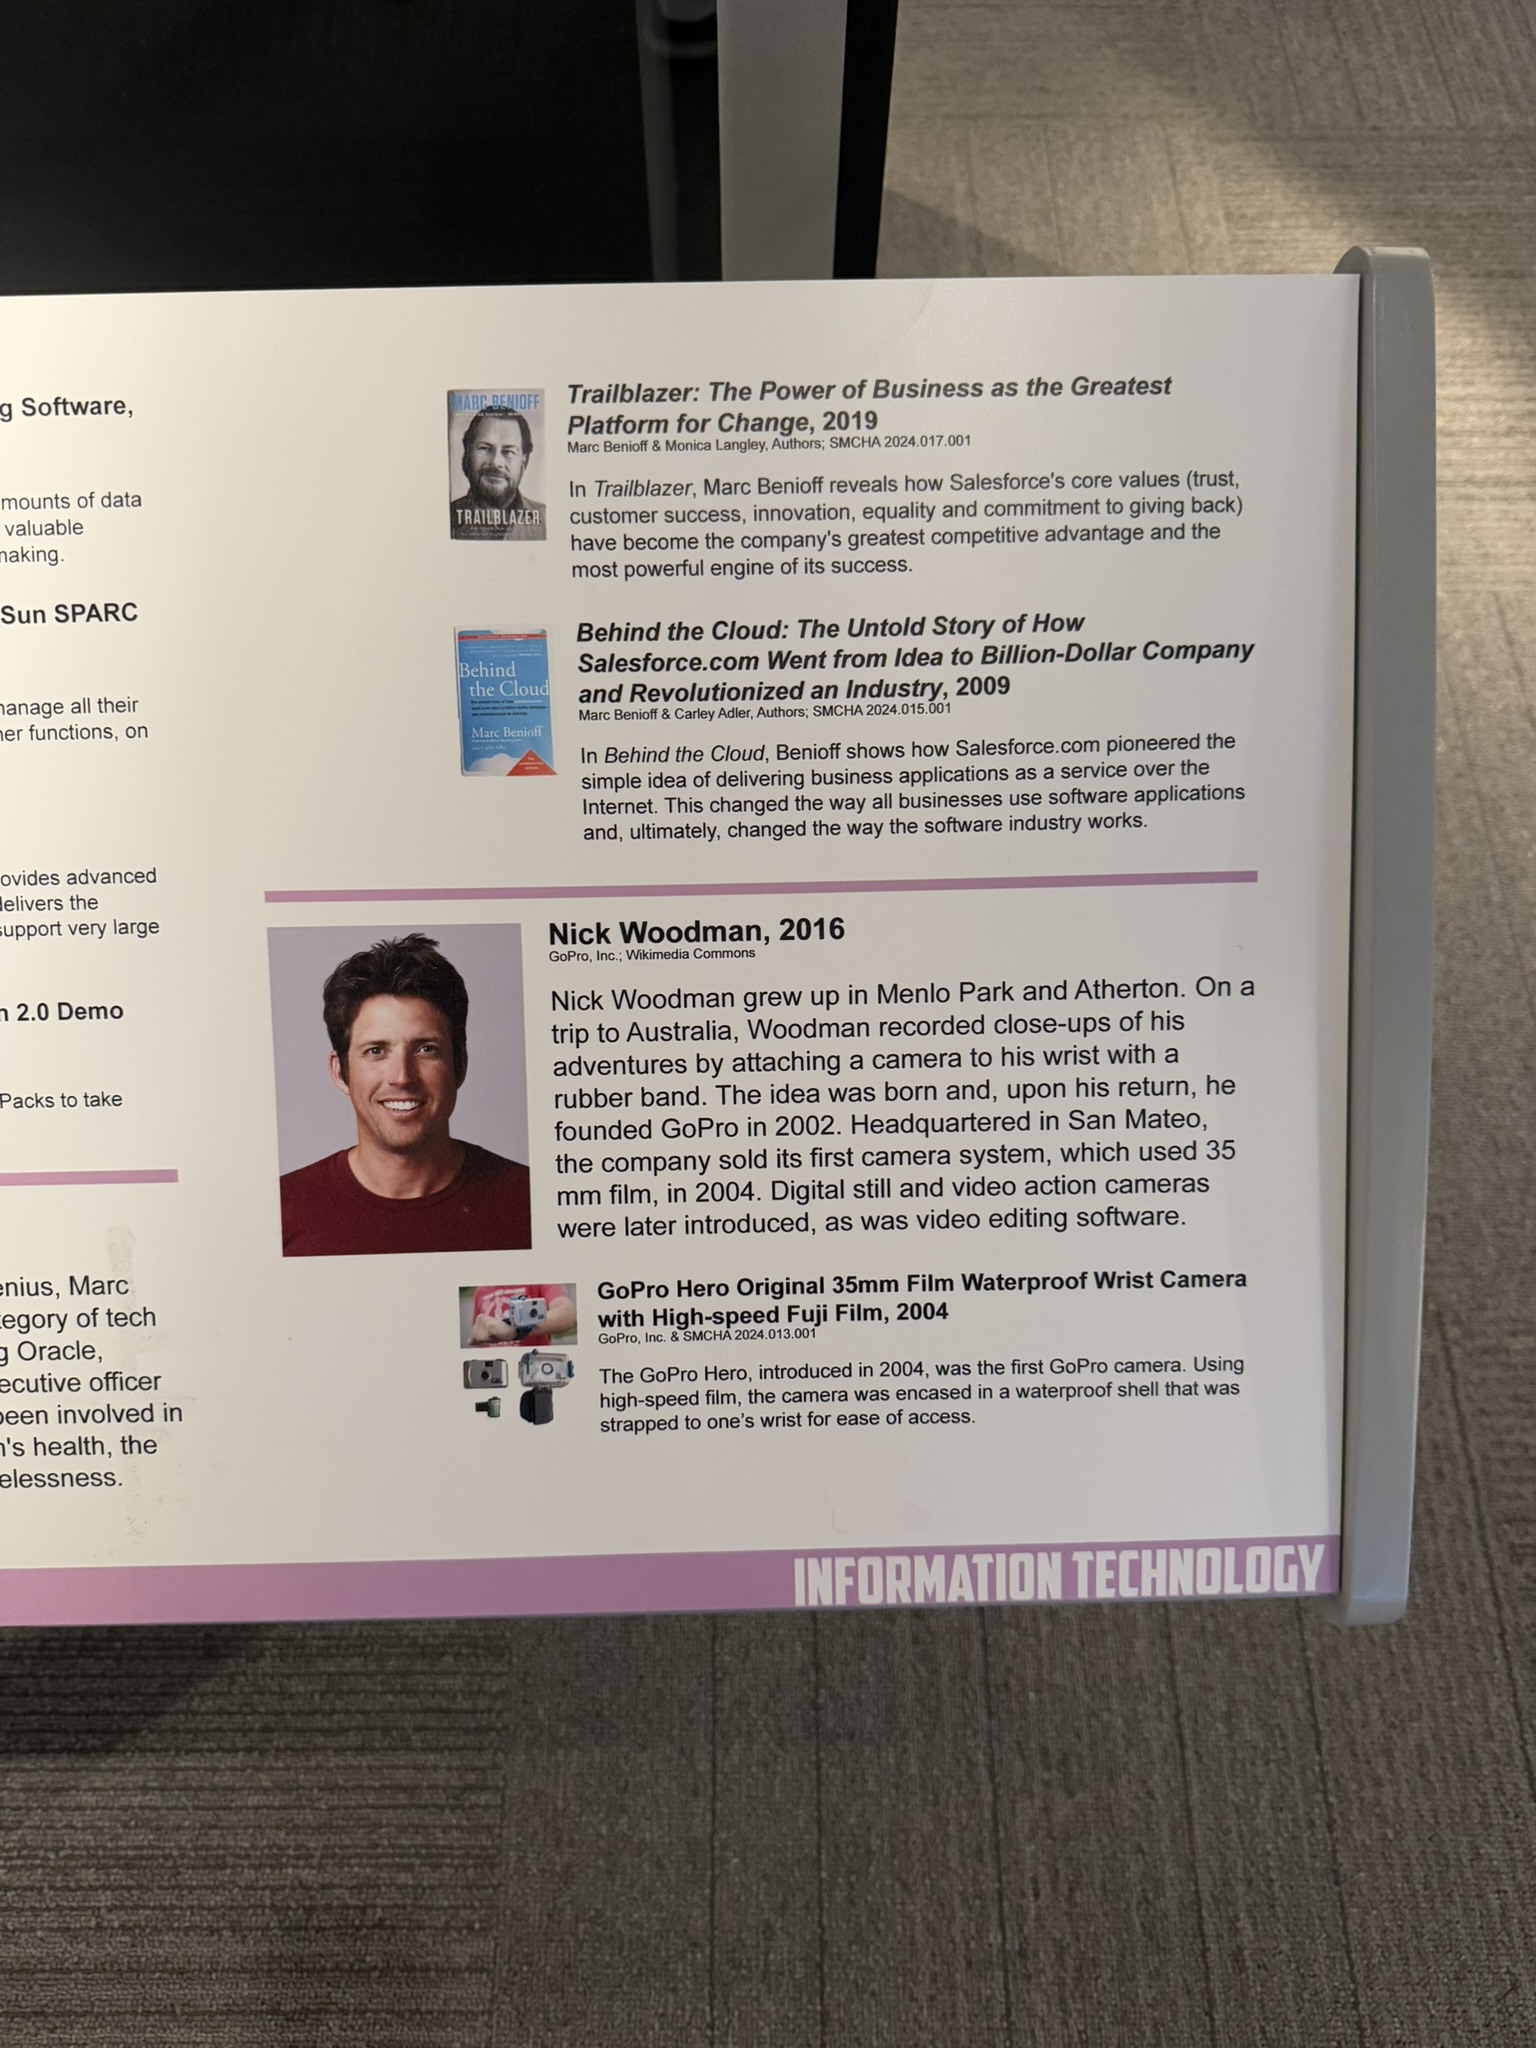 g Software,
mounts of data
valuable
naking.
Sun SPARC
nanage all their
ner functions, on
ovides advanced
delivers the
support very large
n 2.0 Demo
Packs to take
enius, Marc
tegory of tech
g Oracle,
ecutive officer
been involved in
n's health, the
elessness.
MARC BENIOFF
TRAILBLAZER
Trailblazer: The Power of Business as the Greatest
Platform for Change, 2019
Marc Benioff & Monica Langley, Authors; SMCHA 2024.017.001
In Trailblazer, Marc Benioff reveals how Salesforce's core values (trust,
customer success, innovation, equality and commitment to giving back)
have become the company's greatest competitive advantage and the
most powerful engine of its success.
Behind
the Cloud
Marc Benioff
Behind the Cloud: The Untold Story of How
Salesforce.com Went from Idea to Billion-Dollar Company
and Revolutionized an Industry, 2009
Marc Benioff & Carley Adler, Authors; SMCHA 2024.015.001
In Behind the Cloud, Benioff shows how Salesforce.com pioneered the
simple idea of delivering business applications as a service over the
Internet. This changed the way all businesses use software applications
and, ultimately, changed the way the software industry works.
Nick Woodman, 2016
GoPro, Inc.; Wikimedia Commons
Nick Woodman grew up in Menlo Park and Atherton. On a
trip to Australia, Woodman recorded close-ups of his
adventures by attaching a camera to his wrist with a
rubber band. The idea was born and, upon his return, he
founded GoPro in 2002. Headquartered in San Mateo,
the company sold its first camera system, which used 35
mm film, in 2004. Digital still and video action cameras
were later introduced, as was video editing software.
GoPro Hero Original 35mm Film Waterproof Wrist Camera
with High-speed Fuji Film, 2004
GoPro, Inc. & SMCHA 2024.013.001
The GoPro Hero, introduced in 2004, was the first GoPro camera. Using
high-speed film, the camera was encased in a waterproof shell that was
strapped to one's wrist for ease of access.
INFORMATION TECHNOLOGY